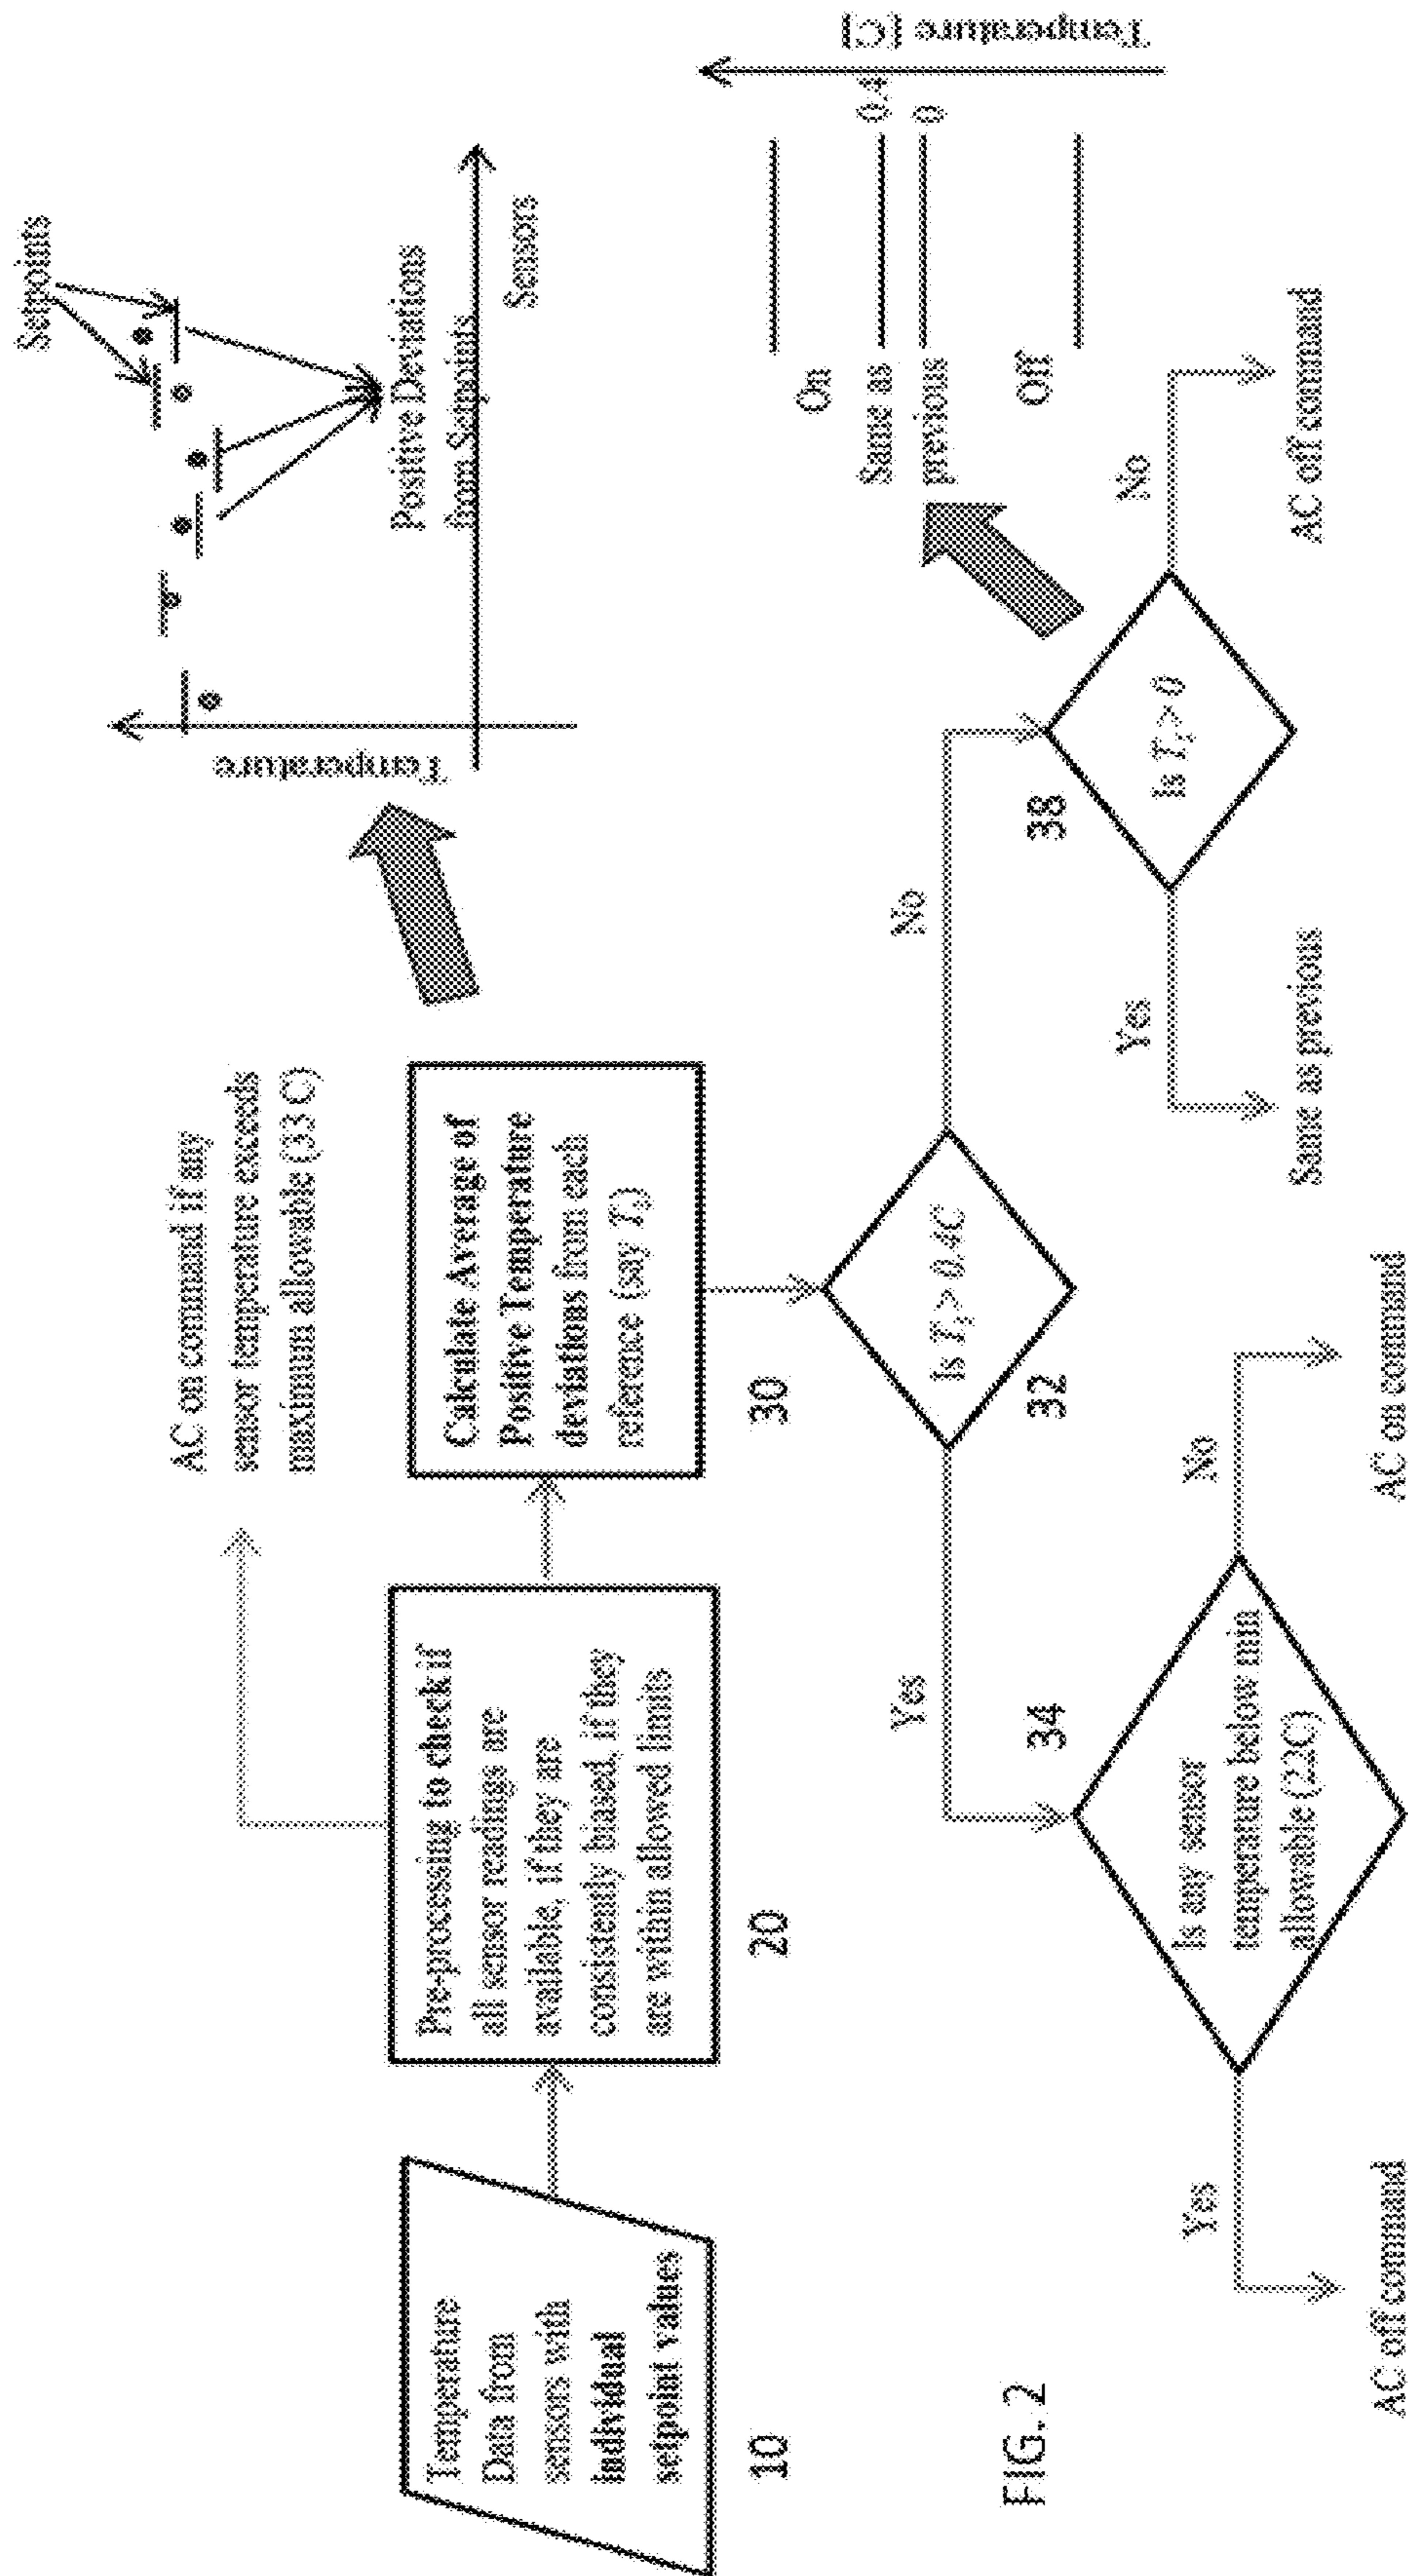 Temperature
Data from
sensors with
individual
setpoint values
10
Pre-processing to check if
all sensor readings are
available, if they are
consistently biased, if they
are within allowed limits
20
AC on command if any
sensor temperature exceeds
maximum allowable (33 C)
Calculate Average of
Positive Temperature
deviations from each
reference (say Tₚ)
30
Temperature
Setpoints
Positive Deviations
from Setpoints
Sensors
Is Tₚ > 0.4C
32
Yes
No
34
Is any sensor
temperature below min
allowable (22C)
Yes
No
AC off command
AC on command
38
Is Tₚ > 0
Yes
No
Same as previous
AC off command
On
Same as
previous
Off
0.4
0
Temperature [C]
FIG. 2